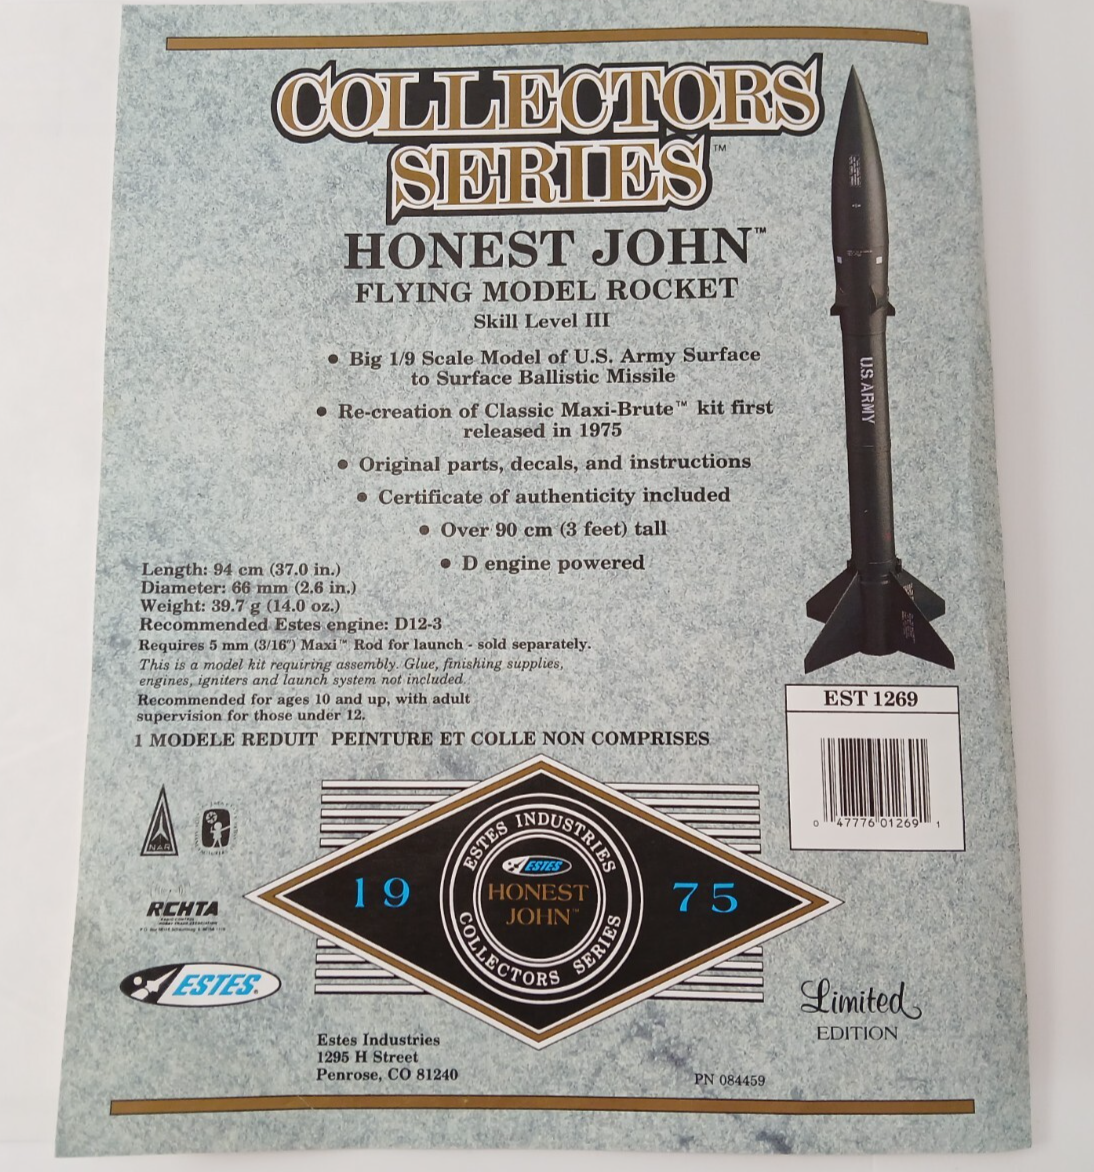 COLLECTORS
SERIES™
HONEST JOHN™
FLYING MODEL ROCKET
Skill Level III
• Big 1/9 Scale Model of U.S. Army Surface
to Surface Ballistic Missile
• Re-creation of Classic Maxi-Brute™ kit first
released in 1975
• Original parts, decals, and instructions
• Certificate of authenticity included
• Over 90 cm (3 feet) tall
• D engine powered
U.S. ARMY
Length: 94 cm (37.0 in.)
Diameter: 66 mm (2.6 in.)
Weight: 39.7 g (14.0 oz.)
Recommended Estes engine: D12-3
Requires 5 mm (3/16″) Maxi™ Rod for launch - sold separately.
This is a model kit requiring assembly. Glue, finishing supplies,
engines, igniters and launch system not included.
Recommended for ages 10 and up, with adult
supervision for those under 12.
1 MODELE REDUIT PEINTURE ET COLLE NON COMPRISES
EST 1269
0 47776 01269 1
NAR
RCHTA
ESTES INDUSTRIES
ESTES
19 HONEST 75
JOHN™
COLLECTORS SERIES
ESTES®
Limited
EDITION
Estes Industries
1295 H Street
Penrose, CO 81240
PN 084459